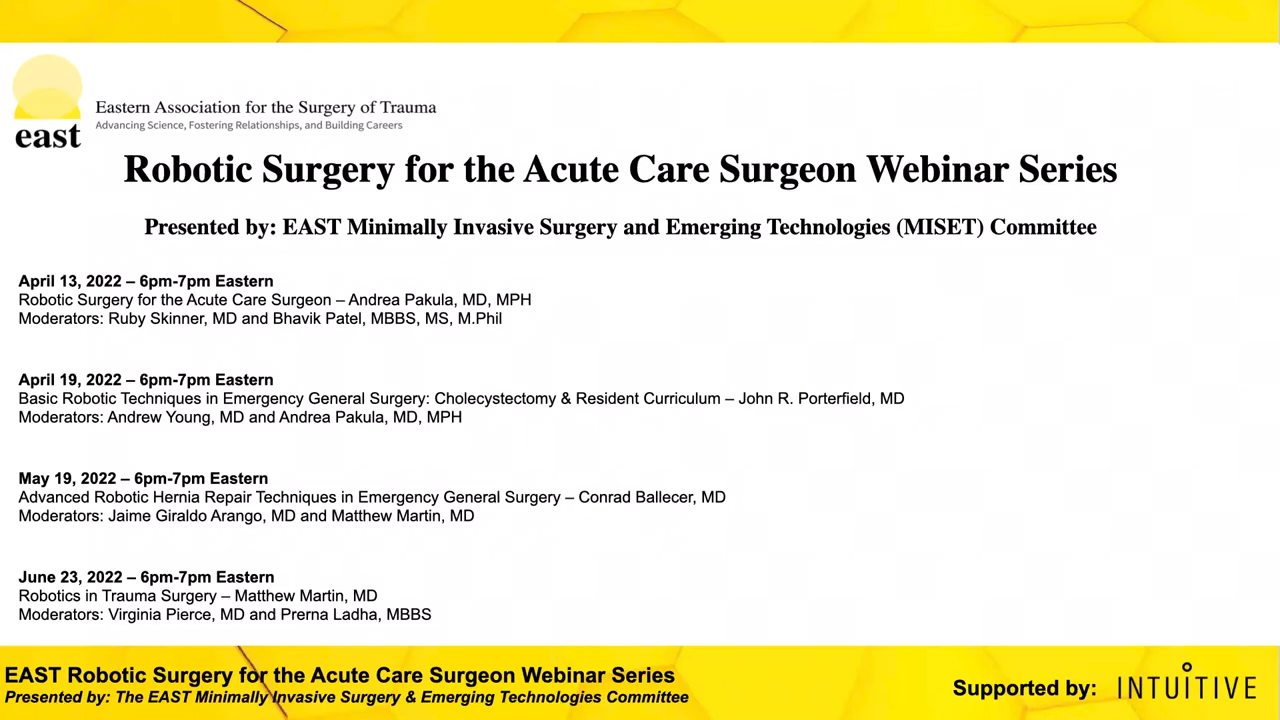 Eastern Association for the Surgery of Trauma
Advancing Science, Fostering Relationships, and Building Careers
east
Robotic Surgery for the Acute Care Surgeon Webinar Series
Presented by: EAST Minimally Invasive Surgery and Emerging Technologies (MISET) Committee
April 13, 2022 – 6pm-7pm Eastern
Robotic Surgery for the Acute Care Surgeon – Andrea Pakula, MD, MPH
Moderators: Ruby Skinner, MD and Bhavik Patel, MBBS, MS, M.Phil
April 19, 2022 – 6pm-7pm Eastern
Basic Robotic Techniques in Emergency General Surgery: Cholecystectomy & Resident Curriculum – John R. Porterfield, MD
Moderators: Andrew Young, MD and Andrea Pakula, MD, MPH
May 19, 2022 – 6pm-7pm Eastern
Advanced Robotic Hernia Repair Techniques in Emergency General Surgery – Conrad Ballecer, MD
Moderators: Jaime Giraldo Arango, MD and Matthew Martin, MD
June 23, 2022 – 6pm-7pm Eastern
Robotics in Trauma Surgery – Matthew Martin, MD
Moderators: Virginia Pierce, MD and Prerna Ladha, MBBS
EAST Robotic Surgery for the Acute Care Surgeon Webinar Series
Presented by: The EAST Minimally Invasive Surgery & Emerging Technologies Committee
Supported by: INTUITIVE